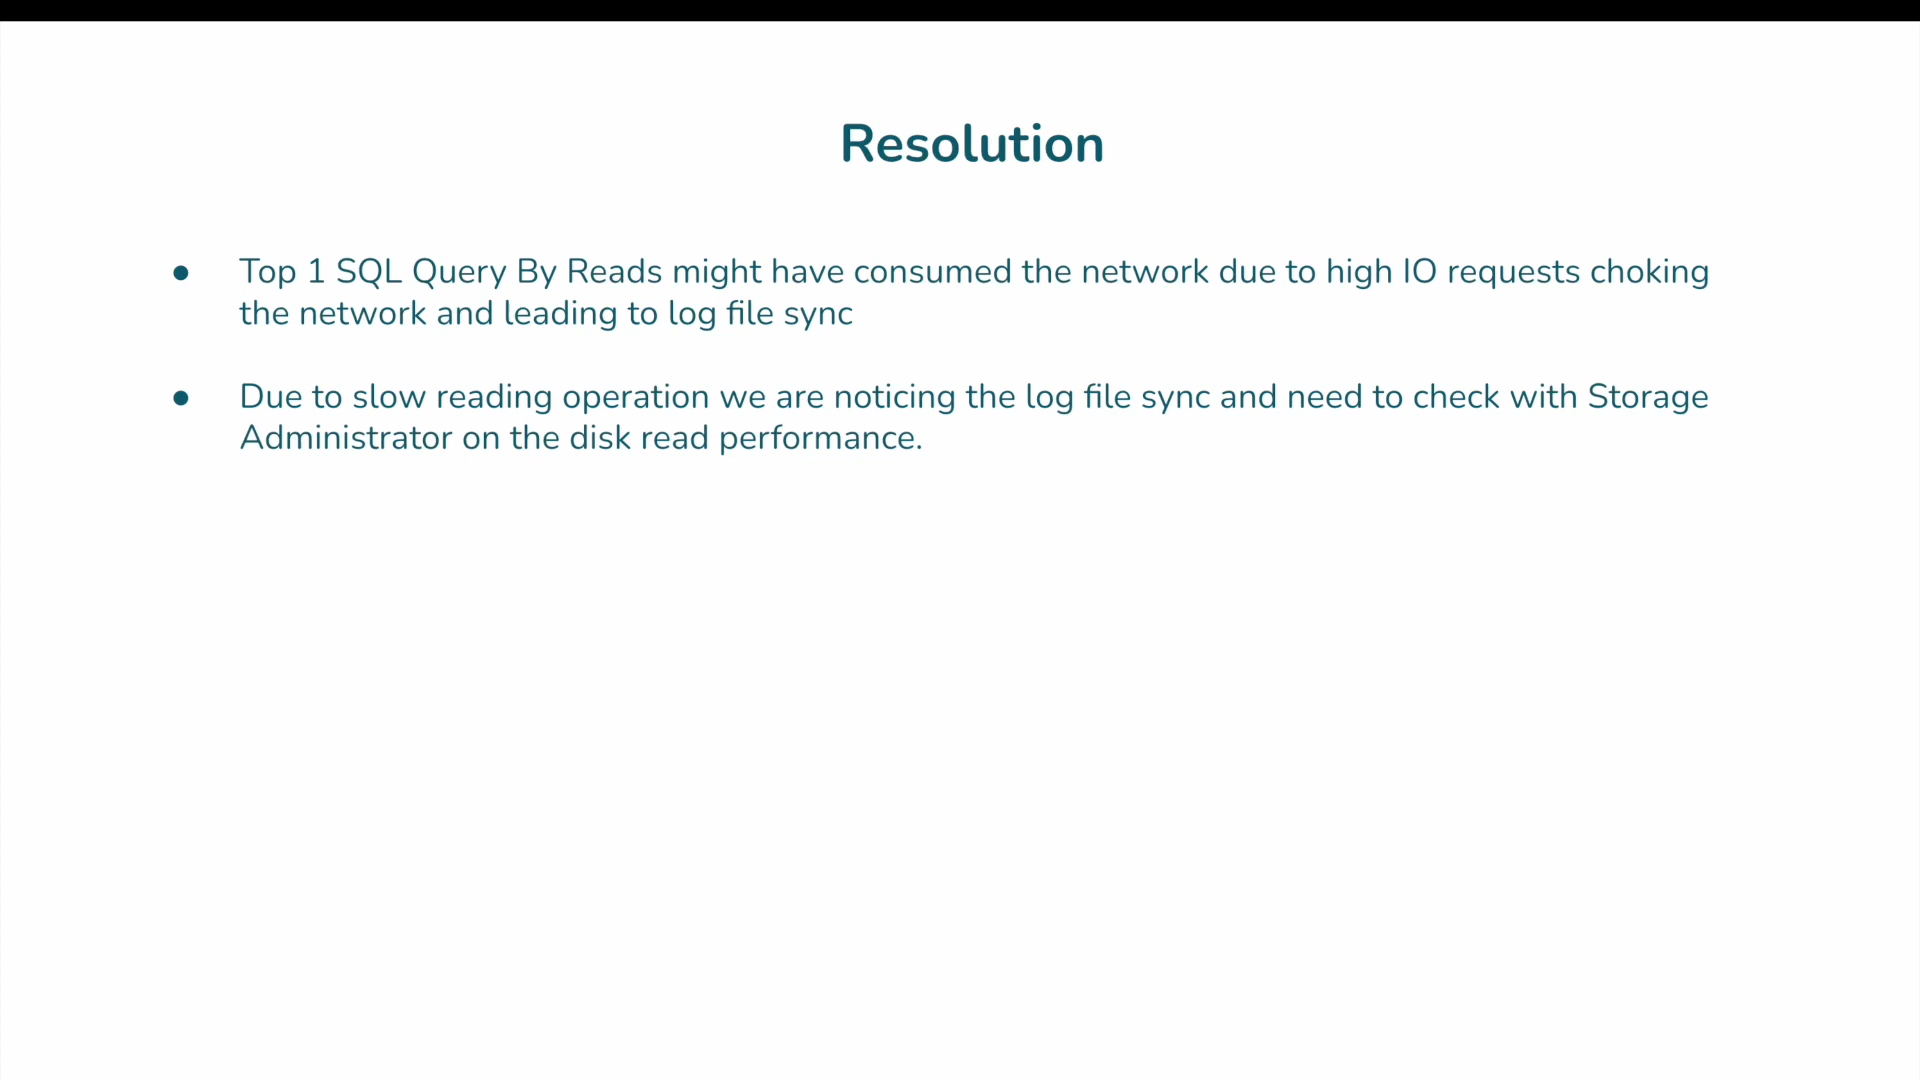 Resolution
● Top 1 SQL Query By Reads might have consumed the network due to high IO requests choking
the network and leading to log file sync
● Due to slow reading operation we are noticing the log file sync and need to check with Storage
Administrator on the disk read performance.